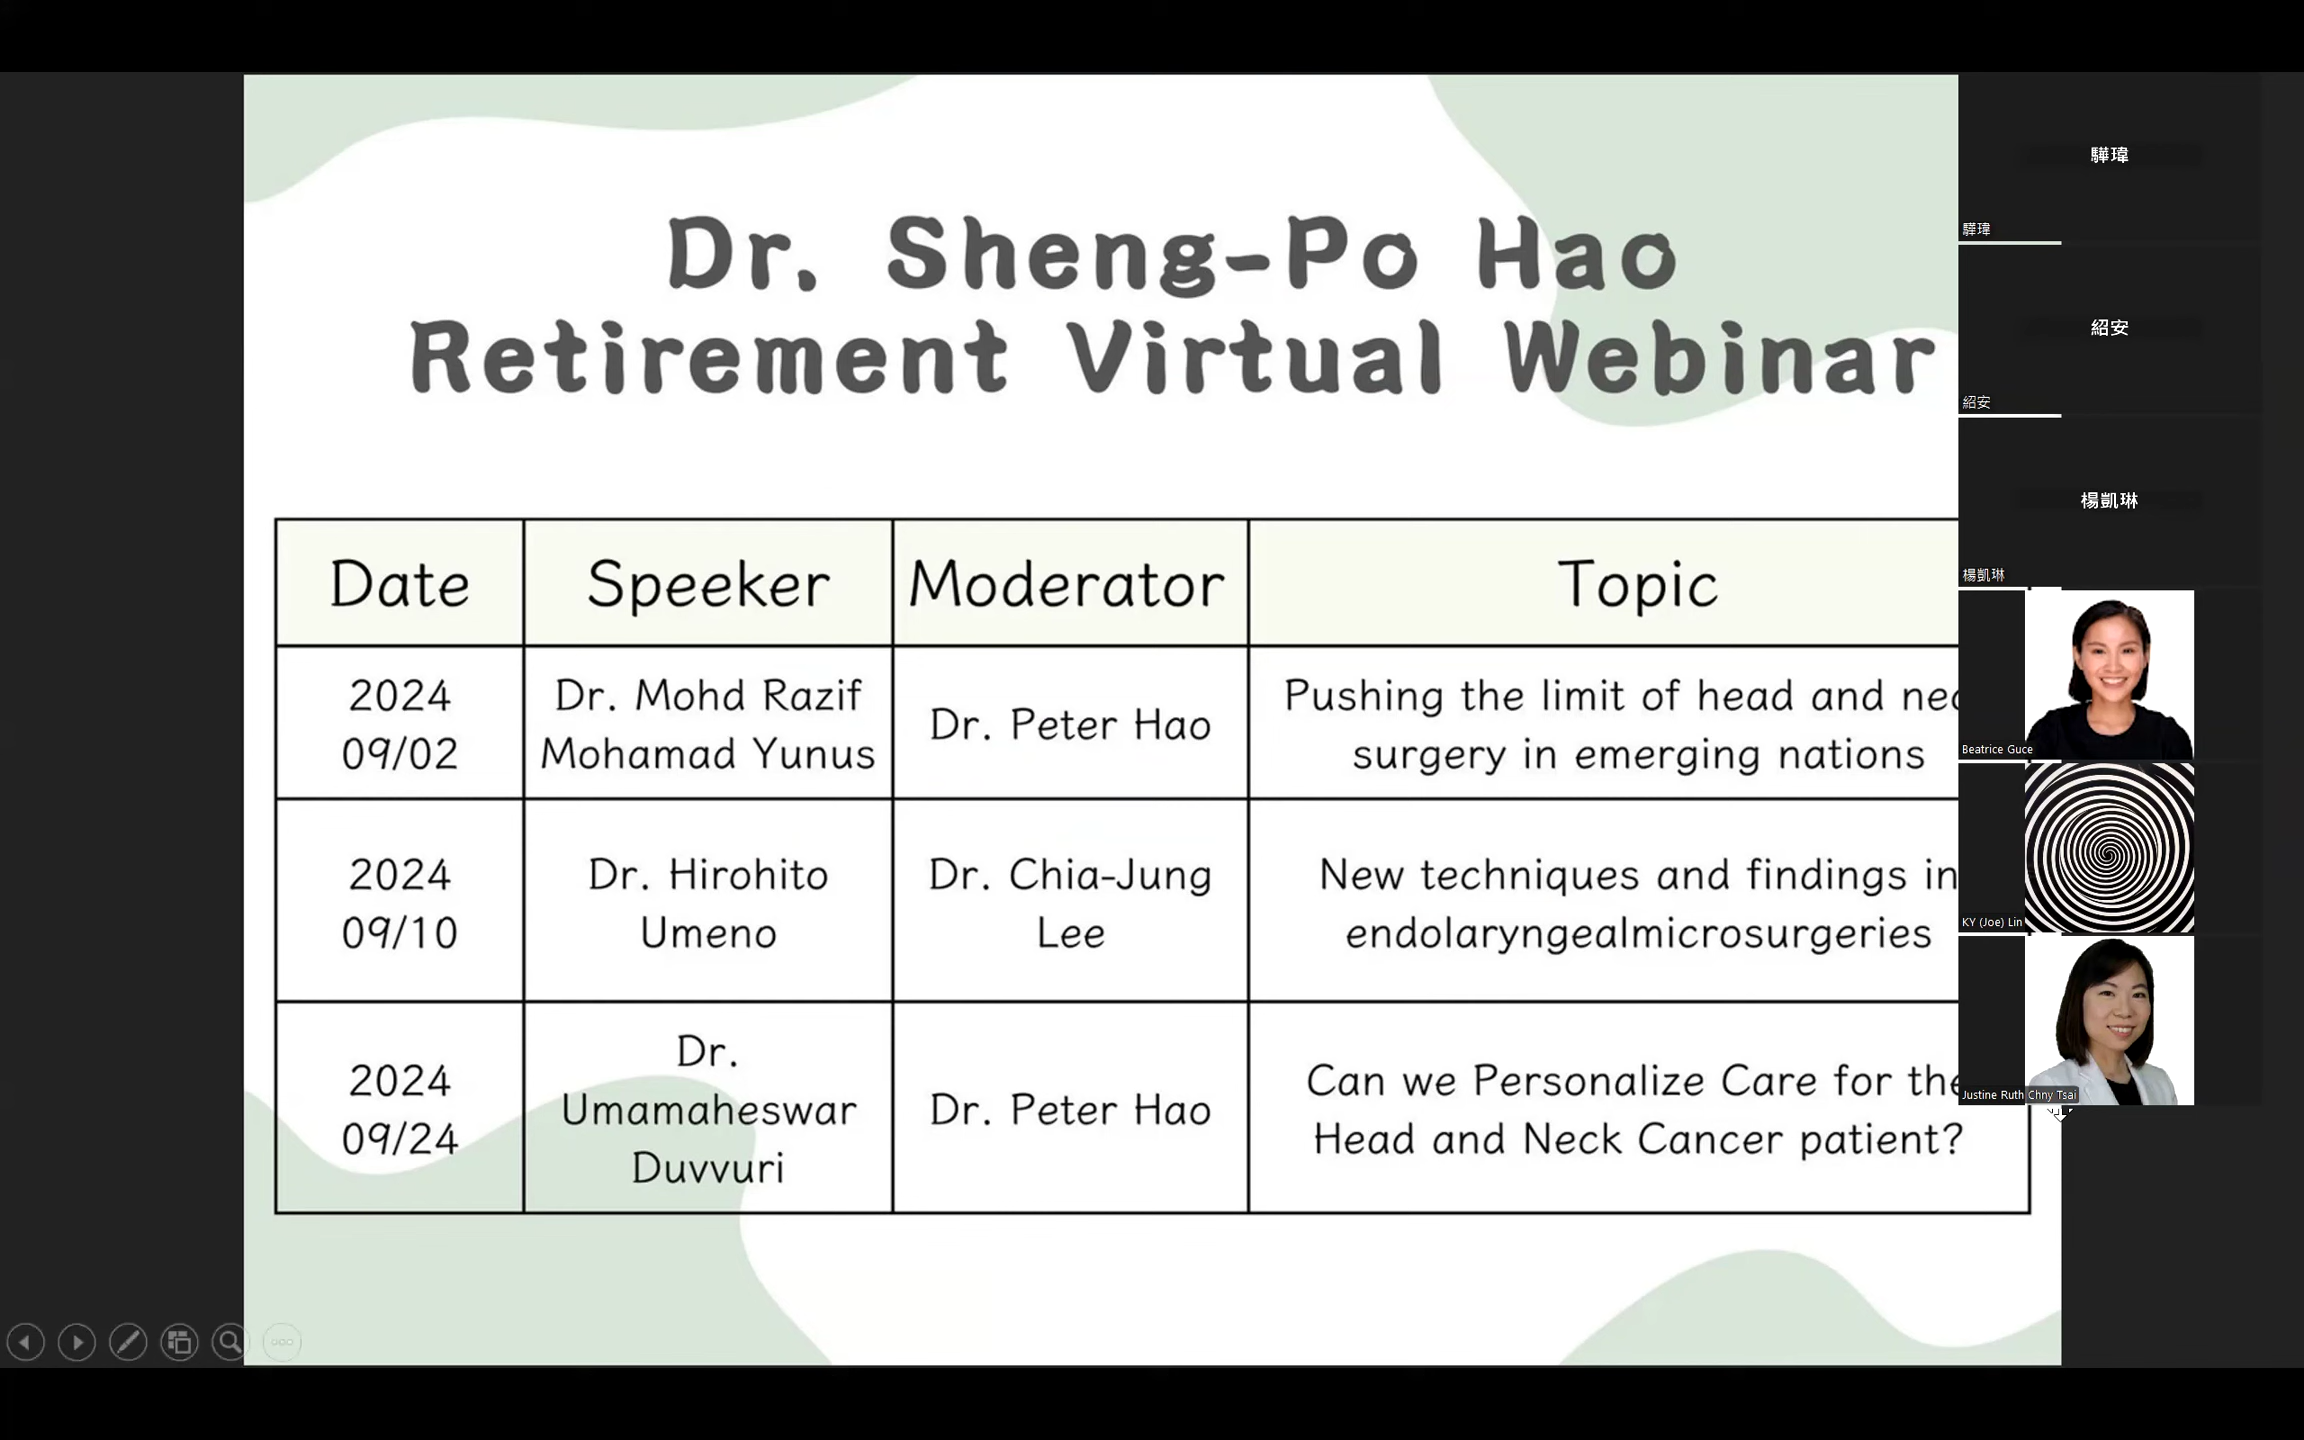 Dr. Sheng-Po Hao
Retirement Virtual Webinar
Date
Speeker
Moderator
Topic
2024
09/02
Dr. Mohd Razif
Mohamad Yunus
Dr. Peter Hao
Pushing the limit of head and nec
surgery in emerging nations
2024
09/10
Dr. Hirohito
Umeno
Dr. Chia-Jung
Lee
New techniques and findings in
endolaryngealmicrosurgeries
2024
09/24
Dr.
Umamaheswar
Duvvuri
Dr. Peter Hao
Can we Personalize Care for the
Head and Neck Cancer patient?
驊瑋
驊瑋
紹安
紹安
楊凱琳
楊凱琳
Beatrice Guce
KY (Joe) Lin
Justine Ruth Chny Tsai